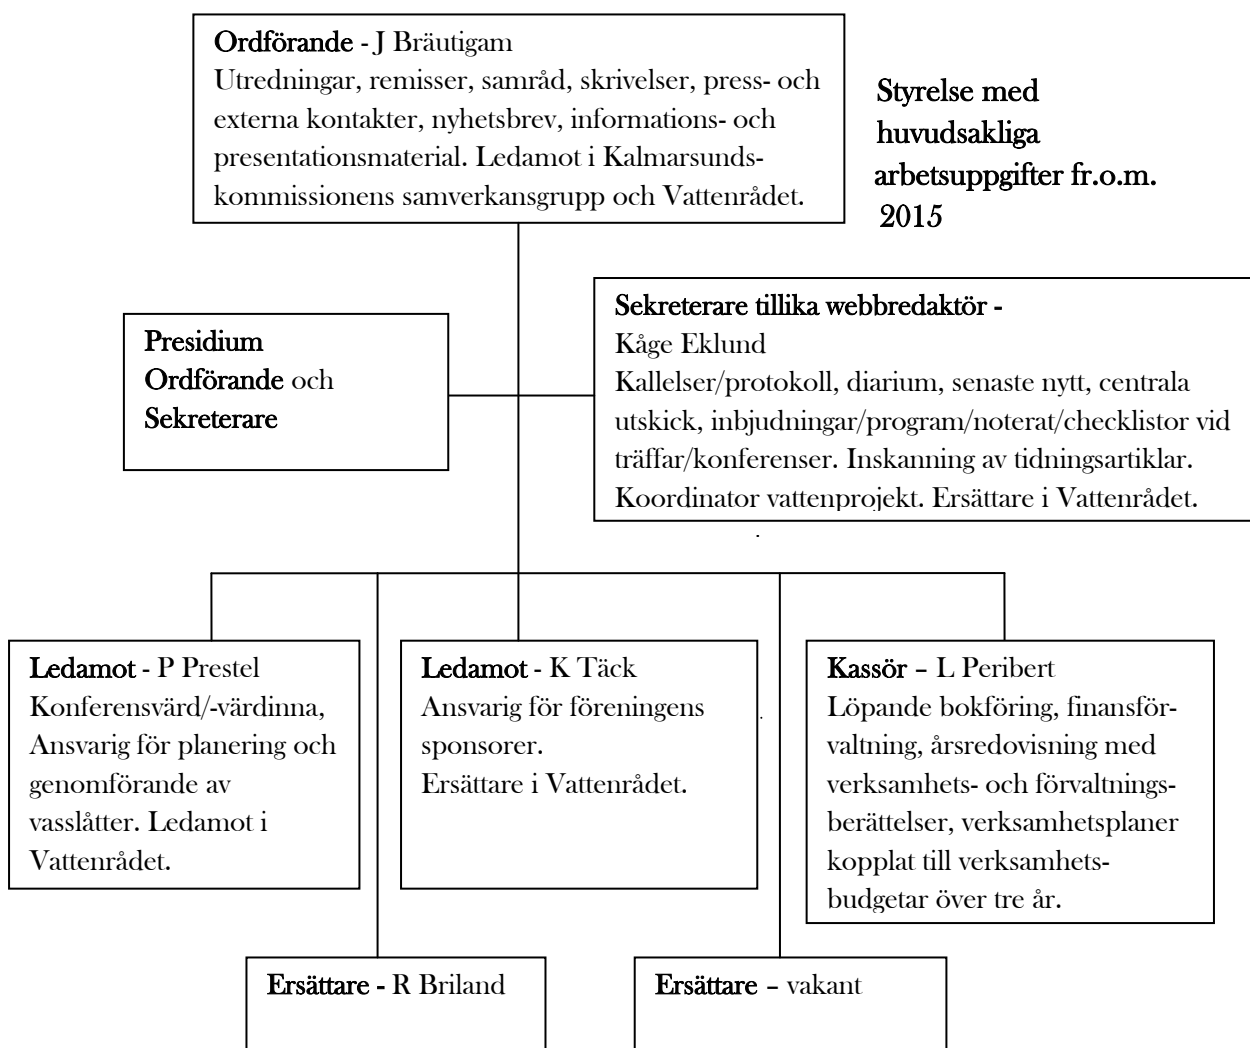 Ordförande - J Bräutigam
Utredningar, remisser, samråd, skrivelser, press- och
externa kontakter, nyhetsbrev, informations- och
presentationsmaterial. Ledamot i Kalmarsunds-
kommissionens samverkansgrupp och Vattenrådet.
Styrelse med
huvudsakliga
arbetsuppgifter fr.o.m.
2015
Presidium
Ordförande och
Sekreterare
Sekreterare tillika webbredaktör -
Kåge Eklund
Kallelser/protokoll, diarium, senaste nytt, centrala
utskick, inbjudningar/program/noterat/checklistor vid
träffar/konferenser. Inskanning av tidningsartiklar.
Koordinator vattenprojekt. Ersättare i Vattenrådet.
Ledamot - P Prestel
Konferensvärd/-värdinna,
Ansvarig för planering och
genomförande av
vasslåtter. Ledamot i
Vattenrådet.
Ledamot - K Täck
Ansvarig för föreningens
sponsorer.
Ersättare i Vattenrådet.
Kassör – L Peribert
Löpande bokföring, finansför-
valtning, årsredovisning med
verksamhets- och förvaltnings-
berättelser, verksamhetsplaner
kopplat till verksamhets-
budgetar över tre år.
Ersättare - R Briland
Ersättare – vakant